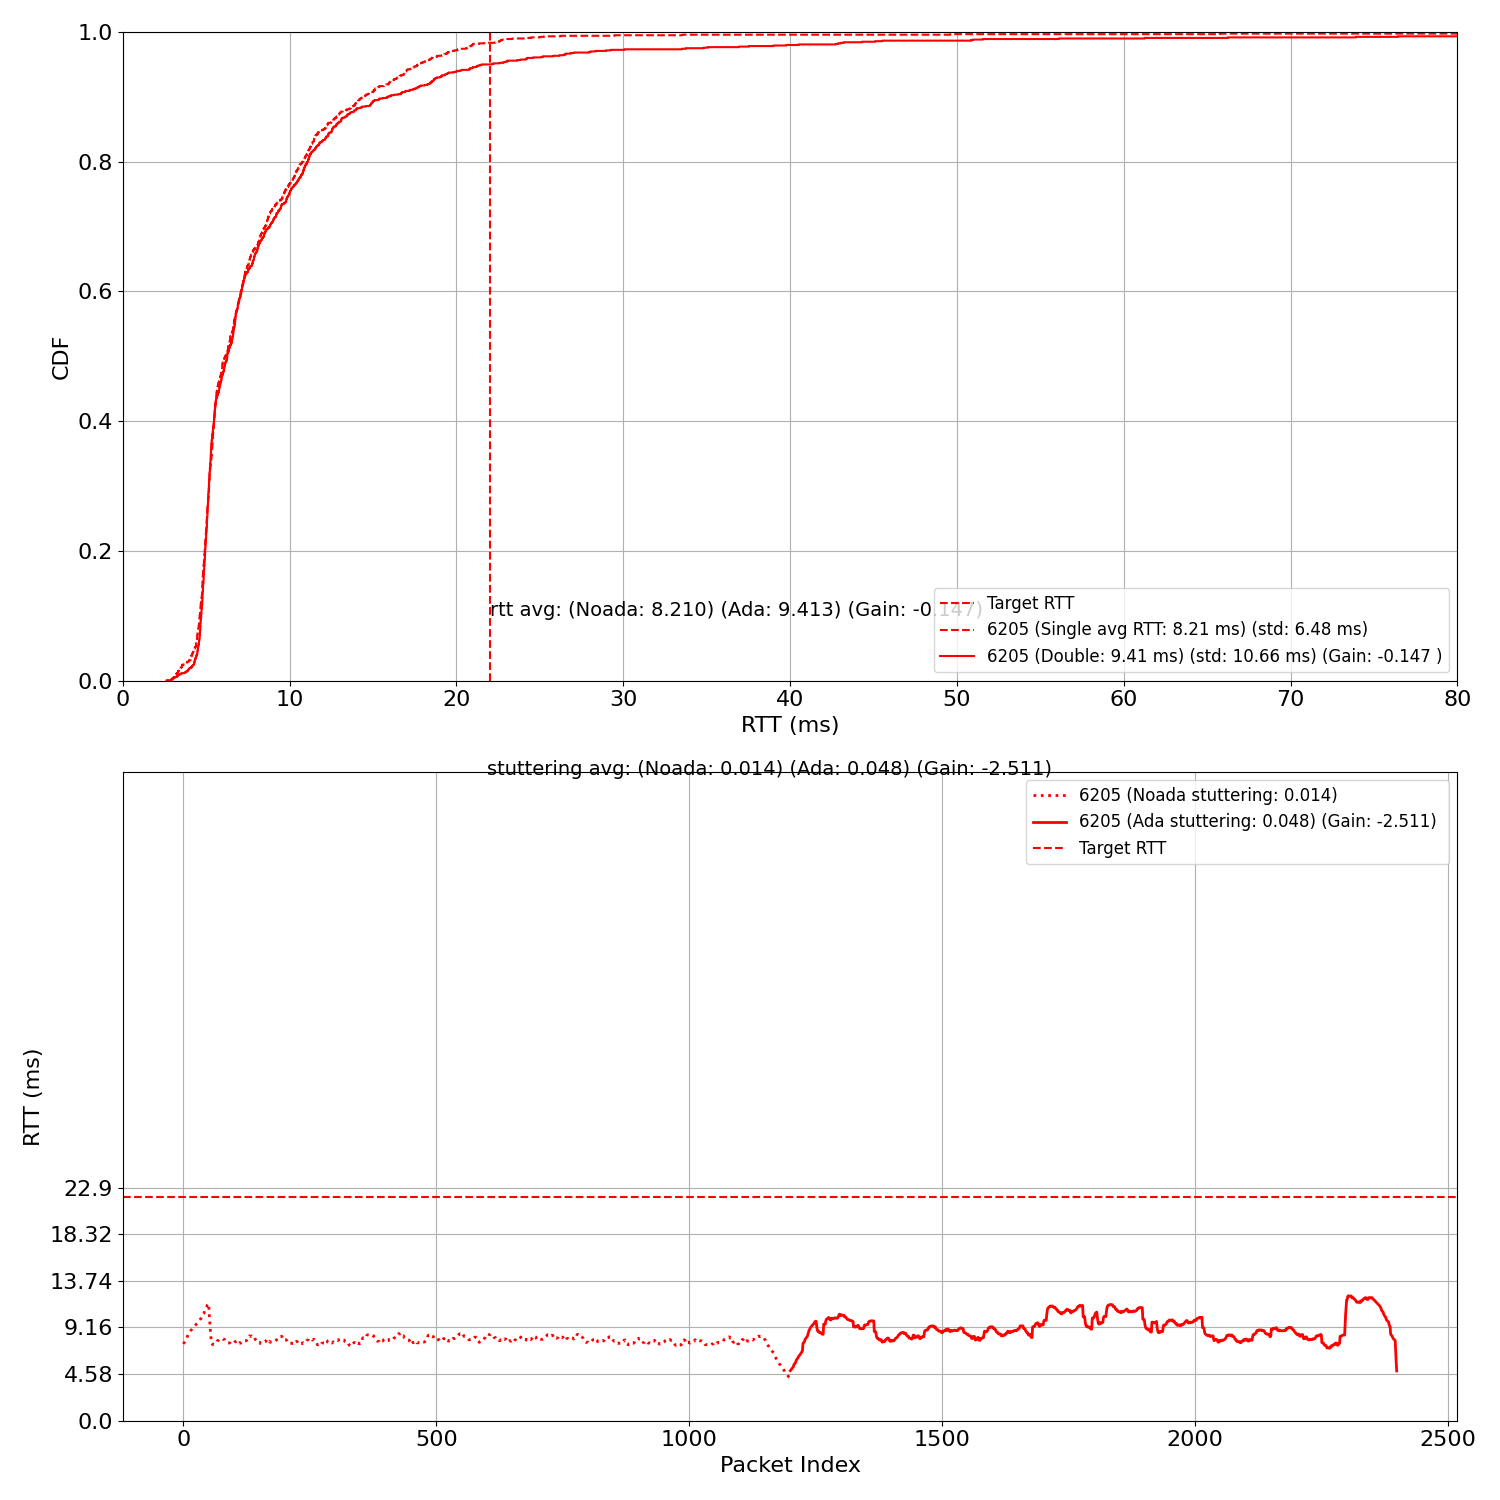 1.0
0.8
0.6
0.4
0.2
0.0
CDF
rtt avg: (Noada: 8.210) (Ada: 9.413) (Gain: -0.147)
Target RTT
6205 (Single avg RTT: 8.21 ms) (std: 6.48 ms)
6205 (Double: 9.41 ms) (std: 10.66 ms) (Gain: -0.147 )
0 10 20 30 40 50 60 70 80
RTT (ms)
stuttering avg: (Noada: 0.014) (Ada: 0.048) (Gain: -2.511)
6205 (Noada stuttering: 0.014)
6205 (Ada stuttering: 0.048) (Gain: -2.511)
Target RTT
RTT (ms)
22.9
18.32
13.74
9.16
4.58
0.0
0 500 1000 1500 2000 2500
Packet Index